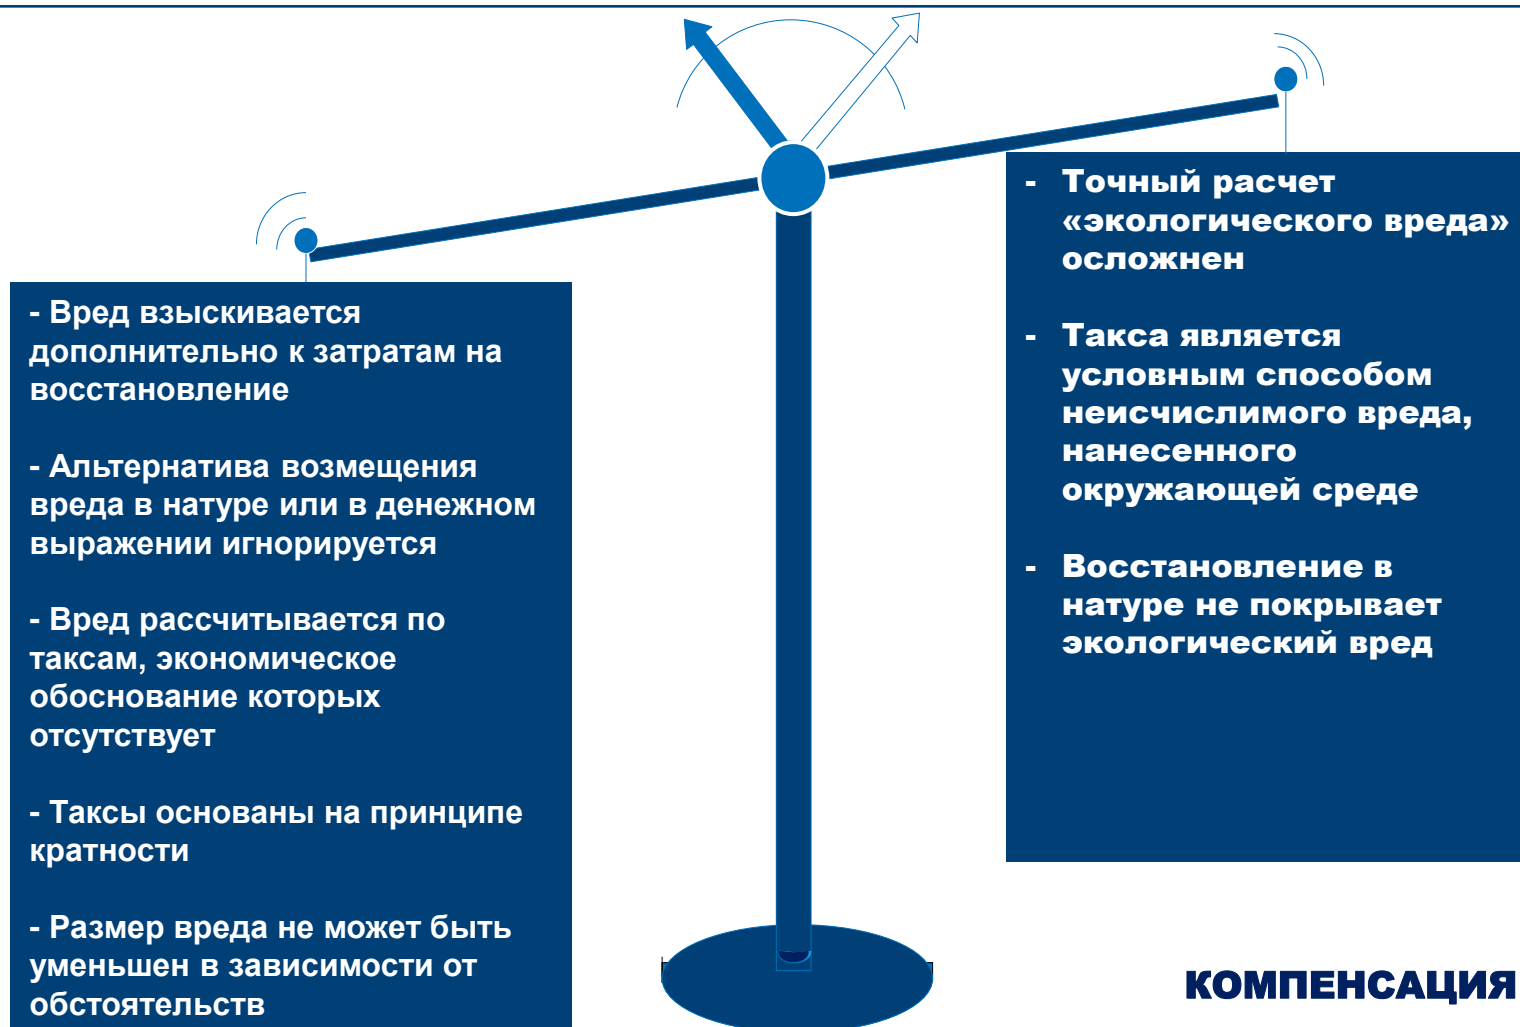 - Вред взыскивается
дополнительно к затратам на
восстановление
- Альтернатива возмещения
вреда в натуре или в денежном
выражении игнорируется
- Вред рассчитывается по
таксам, экономическое
обоснование которых
отсутствует
- Таксы основаны на принципе
кратности
- Размер вреда не может быть
уменьшен в зависимости от
обстоятельств
- Точный расчет
«экологического вреда»
осложнен
- Такса является
условным способом
неисчислимого вреда,
нанесенного
окружающей среде
- Восстановление в
натуре не покрывает
экологический вред
КОМПЕНСАЦИЯ